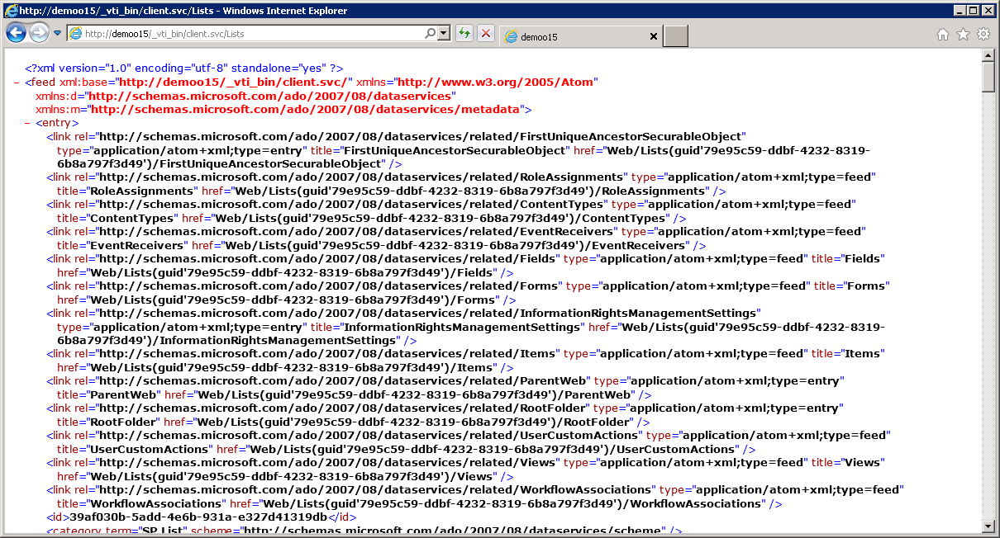 http://demoo15/_vti_bin/client.svc/Lists - Windows Internet Explorer
http://demoo15/_vti_bin/client.svc/Lists
demoo15
<?xml version="1.0" encoding="utf-8" standalone="yes" ?>
- <feed xml:base="http://demoo15/_vti_bin/client.svc/" xmlns="http://www.w3.org/2005/Atom"
xmlns:d="http://schemas.microsoft.com/ado/2007/08/dataservices"
xmlns:m="http://schemas.microsoft.com/ado/2007/08/dataservices/metadata">
- <entry>
<link rel="http://schemas.microsoft.com/ado/2007/08/dataservices/related/FirstUniqueAncestorSecurableObject"
type="application/atom+xml;type=entry" title="FirstUniqueAncestorSecurableObject" href="Web/Lists(guid'79e95c59-ddbf-4232-8319-
6b8a797f3d49')/FirstUniqueAncestorSecurableObject" />
<link rel="http://schemas.microsoft.com/ado/2007/08/dataservices/related/RoleAssignments" type="application/atom+xml;type=feed"
title="RoleAssignments" href="Web/Lists(guid'79e95c59-ddbf-4232-8319-6b8a797f3d49')/RoleAssignments" />
<link rel="http://schemas.microsoft.com/ado/2007/08/dataservices/related/ContentTypes" type="application/atom+xml;type=feed"
title="ContentTypes" href="Web/Lists(guid'79e95c59-ddbf-4232-8319-6b8a797f3d49')/ContentTypes" />
<link rel="http://schemas.microsoft.com/ado/2007/08/dataservices/related/EventReceivers" type="application/atom+xml;type=feed"
title="EventReceivers" href="Web/Lists(guid'79e95c59-ddbf-4232-8319-6b8a797f3d49')/EventReceivers" />
<link rel="http://schemas.microsoft.com/ado/2007/08/dataservices/related/Fields" type="application/atom+xml;type=feed" title="Fields"
href="Web/Lists(guid'79e95c59-ddbf-4232-8319-6b8a797f3d49')/Fields" />
<link rel="http://schemas.microsoft.com/ado/2007/08/dataservices/related/Forms" type="application/atom+xml;type=feed" title="Forms"
href="Web/Lists(guid'79e95c59-ddbf-4232-8319-6b8a797f3d49')/Forms" />
<link rel="http://schemas.microsoft.com/ado/2007/08/dataservices/related/InformationRightsManagementSettings"
type="application/atom+xml;type=entry" title="InformationRightsManagementSettings" href="Web/Lists(guid'79e95c59-ddbf-4232-8319-
6b8a797f3d49')/InformationRightsManagementSettings" />
<link rel="http://schemas.microsoft.com/ado/2007/08/dataservices/related/Items" type="application/atom+xml;type=feed" title="Items"
href="Web/Lists(guid'79e95c59-ddbf-4232-8319-6b8a797f3d49')/Items" />
<link rel="http://schemas.microsoft.com/ado/2007/08/dataservices/related/ParentWeb" type="application/atom+xml;type=entry"
title="ParentWeb" href="Web/Lists(guid'79e95c59-ddbf-4232-8319-6b8a797f3d49')/ParentWeb" />
<link rel="http://schemas.microsoft.com/ado/2007/08/dataservices/related/RootFolder" type="application/atom+xml;type=entry"
title="RootFolder" href="Web/Lists(guid'79e95c59-ddbf-4232-8319-6b8a797f3d49')/RootFolder" />
<link rel="http://schemas.microsoft.com/ado/2007/08/dataservices/related/UserCustomActions" type="application/atom+xml;type=feed"
title="UserCustomActions" href="Web/Lists(guid'79e95c59-ddbf-4232-8319-6b8a797f3d49')/UserCustomActions" />
<link rel="http://schemas.microsoft.com/ado/2007/08/dataservices/related/Views" type="application/atom+xml;type=feed" title="Views"
href="Web/Lists(guid'79e95c59-ddbf-4232-8319-6b8a797f3d49')/Views" />
<link rel="http://schemas.microsoft.com/ado/2007/08/dataservices/related/WorkflowAssociations" type="application/atom+xml;type=feed"
title="WorkflowAssociations" href="Web/Lists(guid'79e95c59-ddbf-4232-8319-6b8a797f3d49')/WorkflowAssociations" />
<id>39af030b-5add-4e6b-931a-e327d41319db</id>
<category term="SP.List" scheme="http://schemas.microsoft.com/ado/2007/08/dataservices/scheme" />